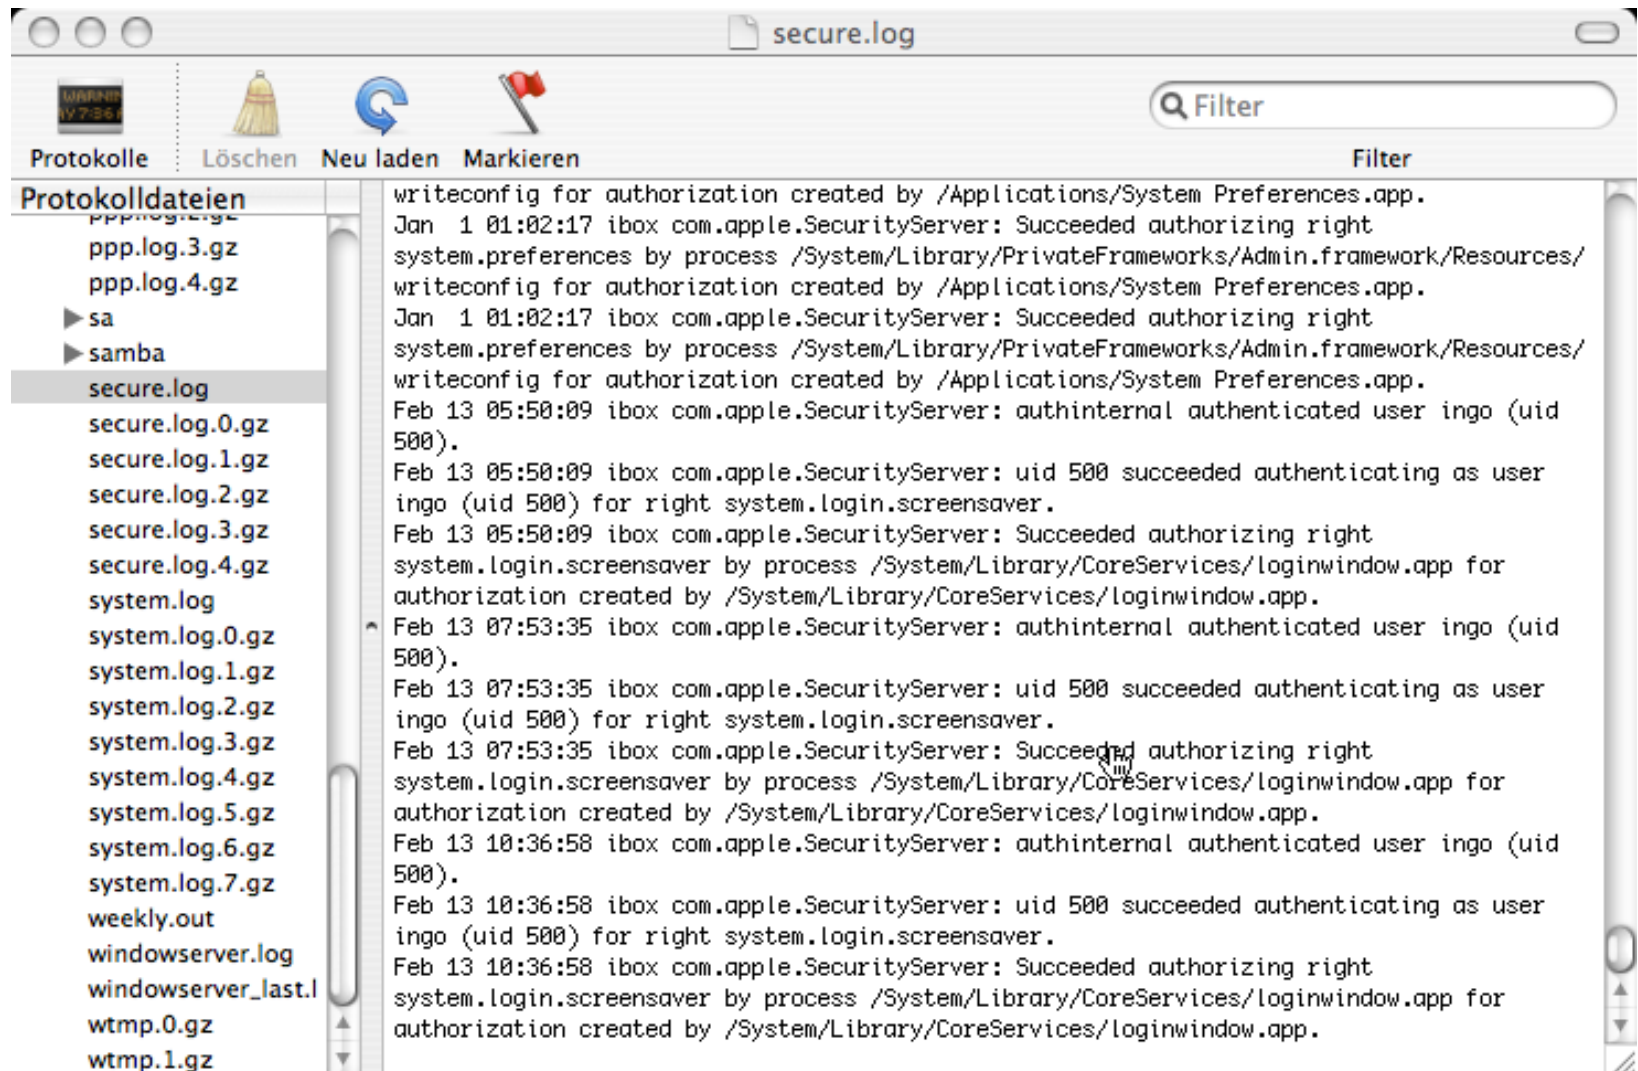 secure.log
WARNIN
Filter
Protokolle
Löschen
Neu laden
Markieren
Filter
Protokolldateien
ppp.log.2.gz
ppp.log.3.gz
ppp.log.4.gz
sa
samba
secure.log
secure.log.0.gz
secure.log.1.gz
secure.log.2.gz
secure.log.3.gz
secure.log.4.gz
system.log
system.log.0.gz
system.log.1.gz
system.log.2.gz
system.log.3.gz
system.log.4.gz
system.log.5.gz
system.log.6.gz
system.log.7.gz
weekly.out
windowserver.log
windowserver_last.l
wtmp.0.gz
wtmp.1.gz
writeconfig for authorization created by /Applications/System Preferences.app.
Jan  1 01:02:17 ibox com.apple.SecurityServer: Succeeded authorizing right
system.preferences by process /System/Library/PrivateFrameworks/Admin.framework/Resources/
writeconfig for authorization created by /Applications/System Preferences.app.
Jan  1 01:02:17 ibox com.apple.SecurityServer: Succeeded authorizing right
system.preferences by process /System/Library/PrivateFrameworks/Admin.framework/Resources/
writeconfig for authorization created by /Applications/System Preferences.app.
Feb 13 05:50:09 ibox com.apple.SecurityServer: authinternal authenticated user ingo (uid
500).
Feb 13 05:50:09 ibox com.apple.SecurityServer: uid 500 succeeded authenticating as user
ingo (uid 500) for right system.login.screensaver.
Feb 13 05:50:09 ibox com.apple.SecurityServer: Succeeded authorizing right
system.login.screensaver by process /System/Library/CoreServices/loginwindow.app for
authorization created by /System/Library/CoreServices/loginwindow.app.
Feb 13 07:53:35 ibox com.apple.SecurityServer: authinternal authenticated user ingo (uid
500).
Feb 13 07:53:35 ibox com.apple.SecurityServer: uid 500 succeeded authenticating as user
ingo (uid 500) for right system.login.screensaver.
Feb 13 07:53:35 ibox com.apple.SecurityServer: Succeeded authorizing right
system.login.screensaver by process /System/Library/CoreServices/loginwindow.app for
authorization created by /System/Library/CoreServices/loginwindow.app.
Feb 13 10:36:58 ibox com.apple.SecurityServer: authinternal authenticated user ingo (uid
500).
Feb 13 10:36:58 ibox com.apple.SecurityServer: uid 500 succeeded authenticating as user
ingo (uid 500) for right system.login.screensaver.
Feb 13 10:36:58 ibox com.apple.SecurityServer: Succeeded authorizing right
system.login.screensaver by process /System/Library/CoreServices/loginwindow.app for
authorization created by /System/Library/CoreServices/loginwindow.app.